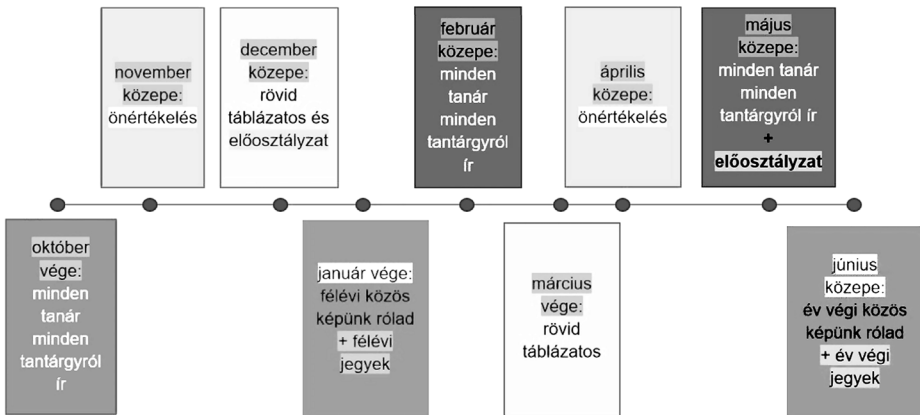 október
vége:
minden
tanár
minden
tantárgyról
ír
november
közepe:
önértékelés
december
közepe:
rövid
táblázatos és
előosztályzat
január vége:
félévi közös
képünk rólad
+ félévi
jegyek
február
közepe:
minden
tanár
minden
tantárgyról
ír
március
vége:
rövid
táblázatos
április
közepe:
önértékelés
május
közepe:
minden tanár
minden
tantárgyról ír
+
előosztályzat
június
közepe:
év végi közös
képünk rólad
+ év végi
jegyek